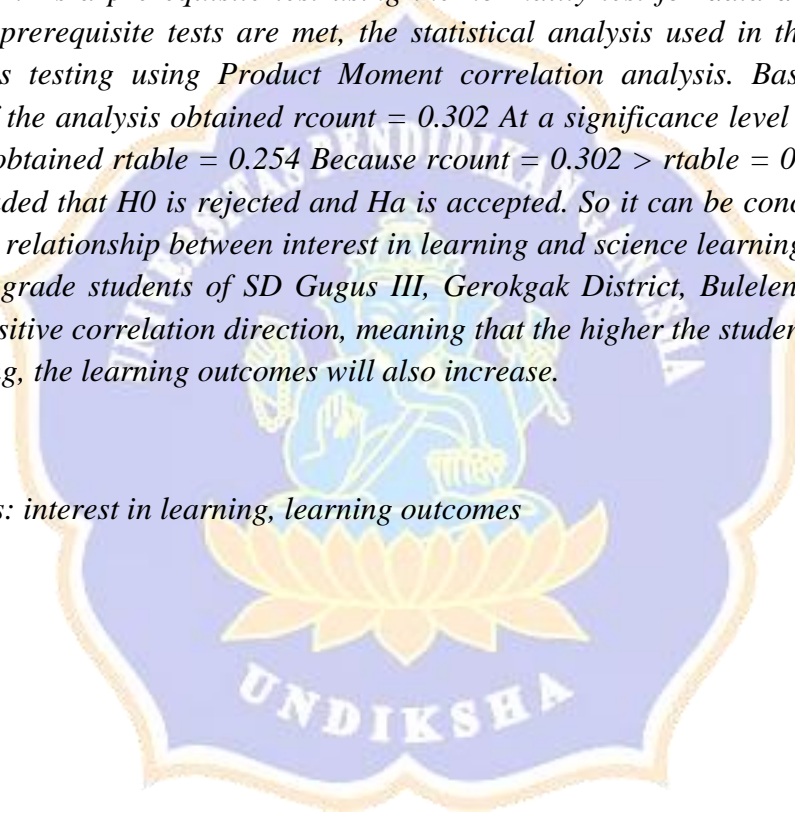 prerequisite tests are met, the statistical analysis used in th
s testing using Product Moment correlation analysis. Bas
the analysis obtained rcount = 0.302 At a significance level
obtained rtable = 0.254 Because rcount = 0.302 > rtable = 0
ded that H0 is rejected and Ha is accepted. So it can be conc
relationship between interest in learning and science learning
grade students of SD Gugus III, Gerokgak District, Bulelen
sitive correlation direction, meaning that the higher the studen
g, the learning outcomes will also increase.
s: interest in learning, learning outcomes
UNIVERSITAS PENDIDIKAN GANESHA
UNDIKSHA